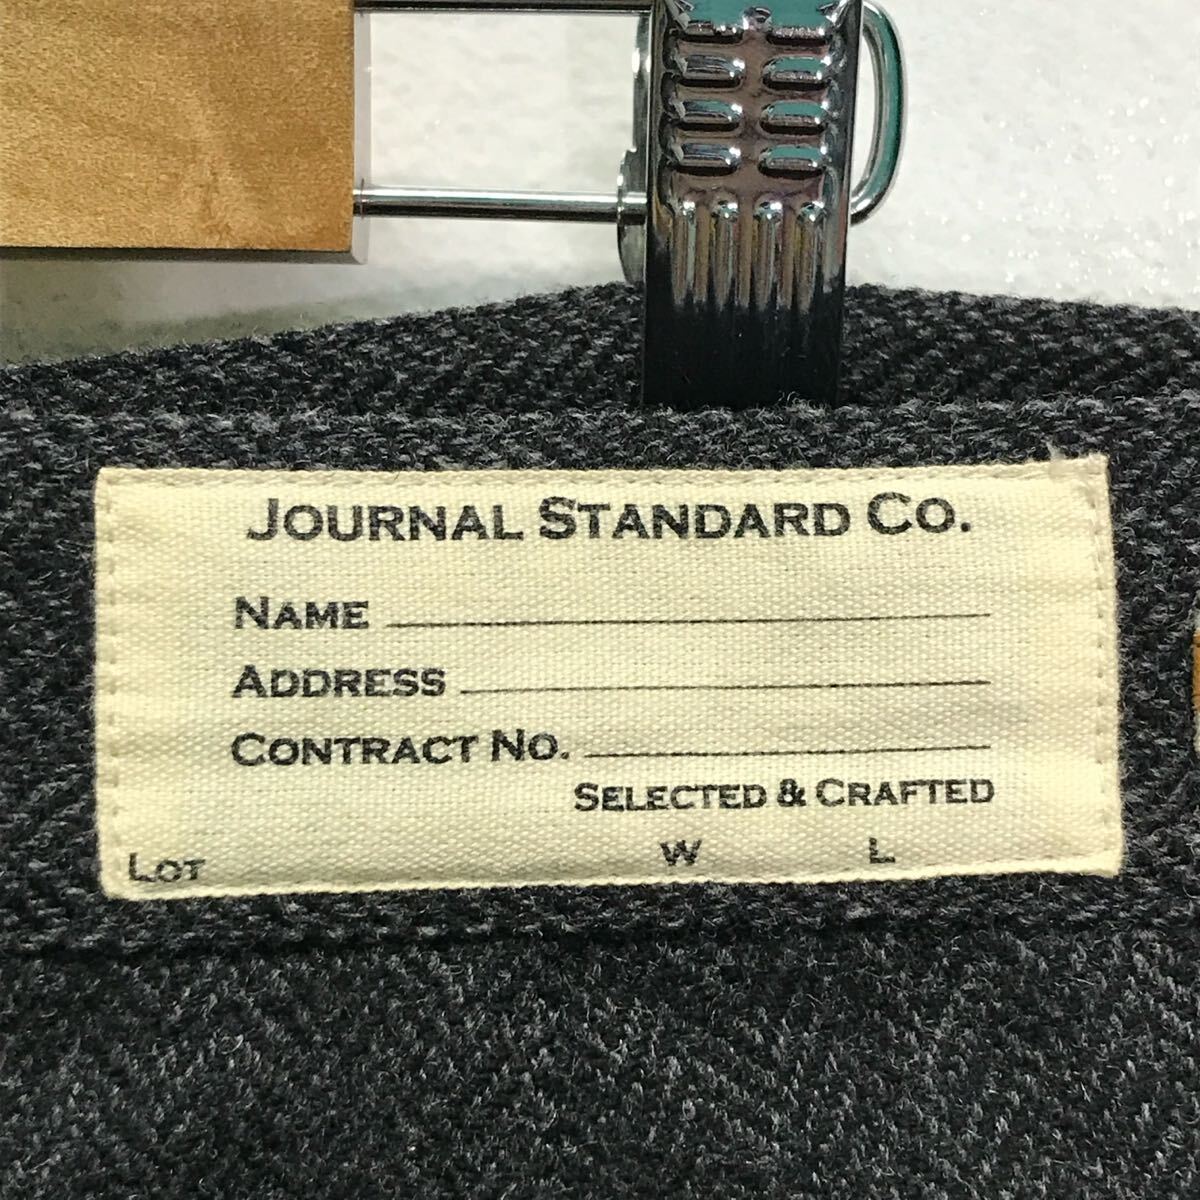 JOURNAL STANDARD CO.
NAME
ADDRESS
CONTRACT NO.
SELECTED & CRAFTED
LOT W L